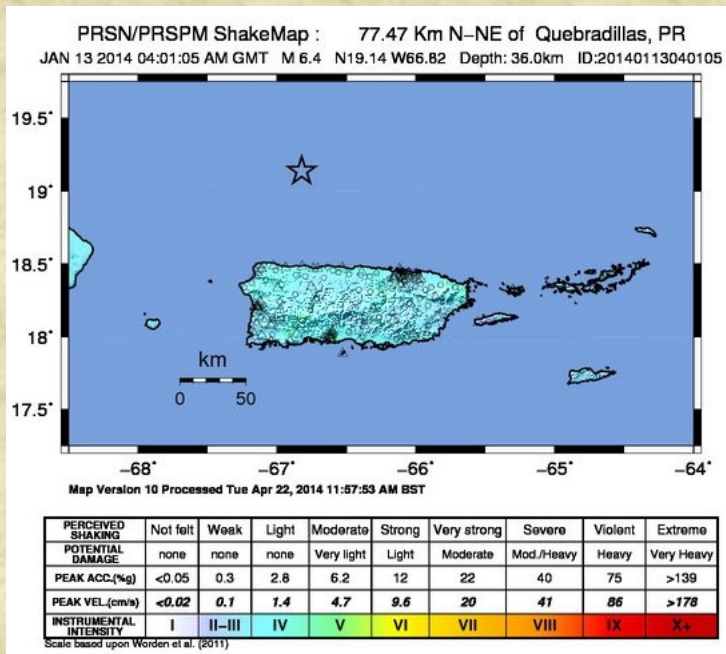 PRSN/PRSPM ShakeMap : 77.47 Km N-NE of Quebradillas, PR
JAN 13 2014 04:01:05 AM GMT M 6.4 N19.14 W66.82 Depth: 36.0km ID:20140113040105
19.5°
19°
18.5°
18°
17.5°
km
0 50
-68° -67° -66° -65° -64°
Map Version 10 Processed Tue Apr 22, 2014 11:57:53 AM BST
PERCEIVED SHAKING Not felt Weak Light Moderate Strong Very strong Severe Violent Extreme
POTENTIAL DAMAGE none none none Very light Light Moderate Mod./Heavy Heavy Very Heavy
PEAK ACC.(%g) <0.05 0.3 2.8 6.2 12 22 40 75 >139
PEAK VEL.(cm/s) <0.02 0.1 1.4 4.7 9.6 20 41 86 >178
INSTRUMENTAL INTENSITY I II-III IV V VI VII VIII IX X+
Scale based upon Worden et al. (2011)